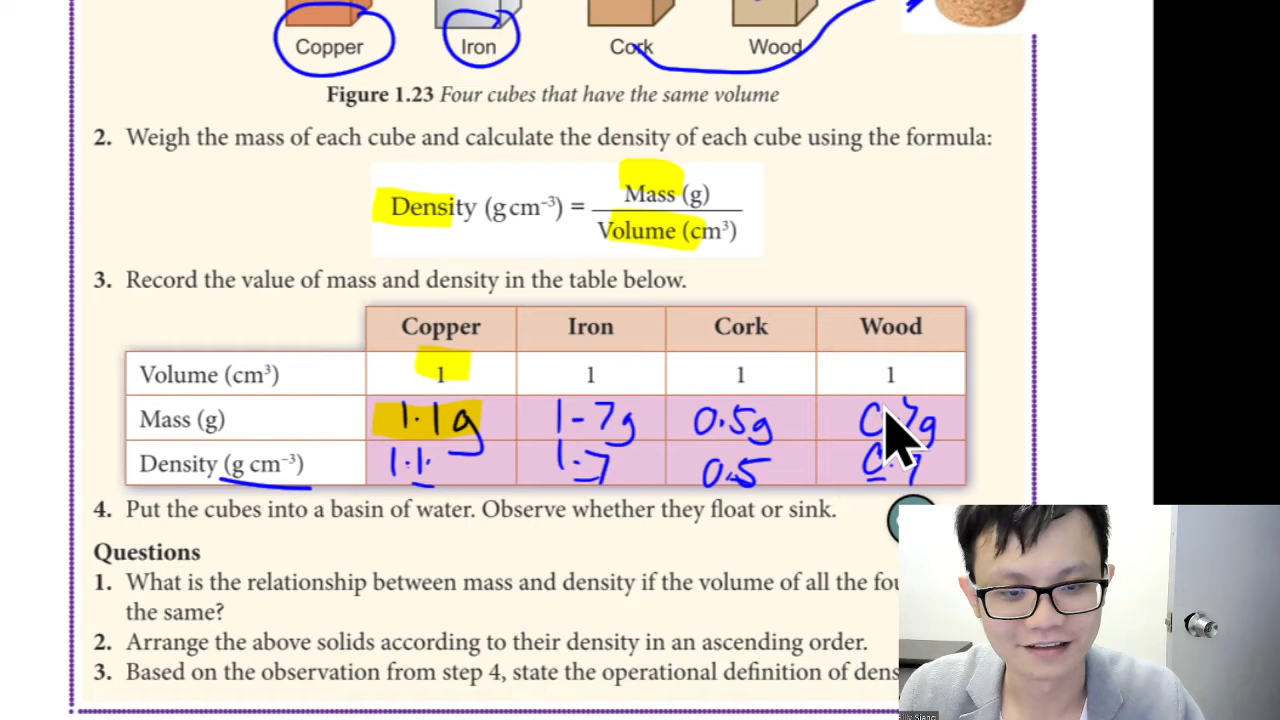 Copper Iron Cork Wood
Figure 1.23 Four cubes that have the same volume
2. Weigh the mass of each cube and calculate the density of each cube using the formula:
Density (g cm⁻³) = Mass (g)
Volume (cm³)
3. Record the value of mass and density in the table below.
Copper Iron Cork Wood
Volume (cm³) 1 1 1 1
Mass (g) 1.1g 1-7g 0.5g 0.7g
Density (g cm⁻³) 1.1 1.7 0.5 0.7
4. Put the cubes into a basin of water. Observe whether they float or sink.
Questions
1. What is the relationship between mass and density if the volume of all the
the same?
2. Arrange the above solids according to their density in an ascending order.
3. Based on the observation from step 4, state the operational definition of